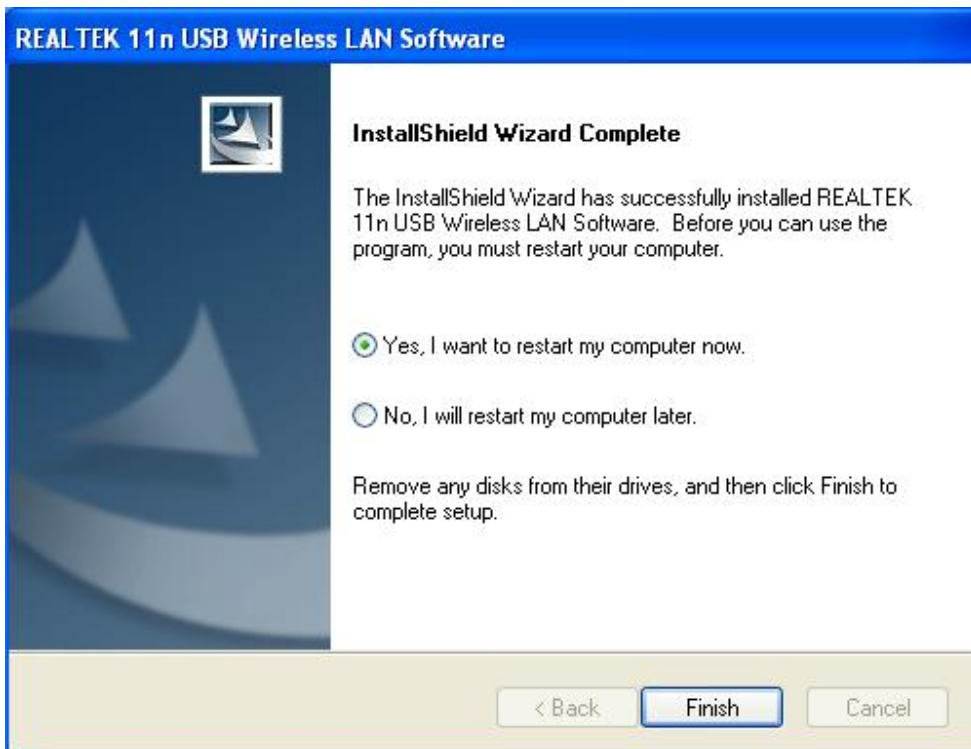 REALTEK 11n USB Wireless LAN Software
InstallShield Wizard Complete
The InstallShield Wizard has successfully installed REALTEK
11n USB Wireless LAN Software.  Before you can use the
program, you must restart your computer.
Yes, I want to restart my computer now.
No, I will restart my computer later.
Remove any disks from their drives, and then click Finish to
complete setup.
< Back Finish Cancel